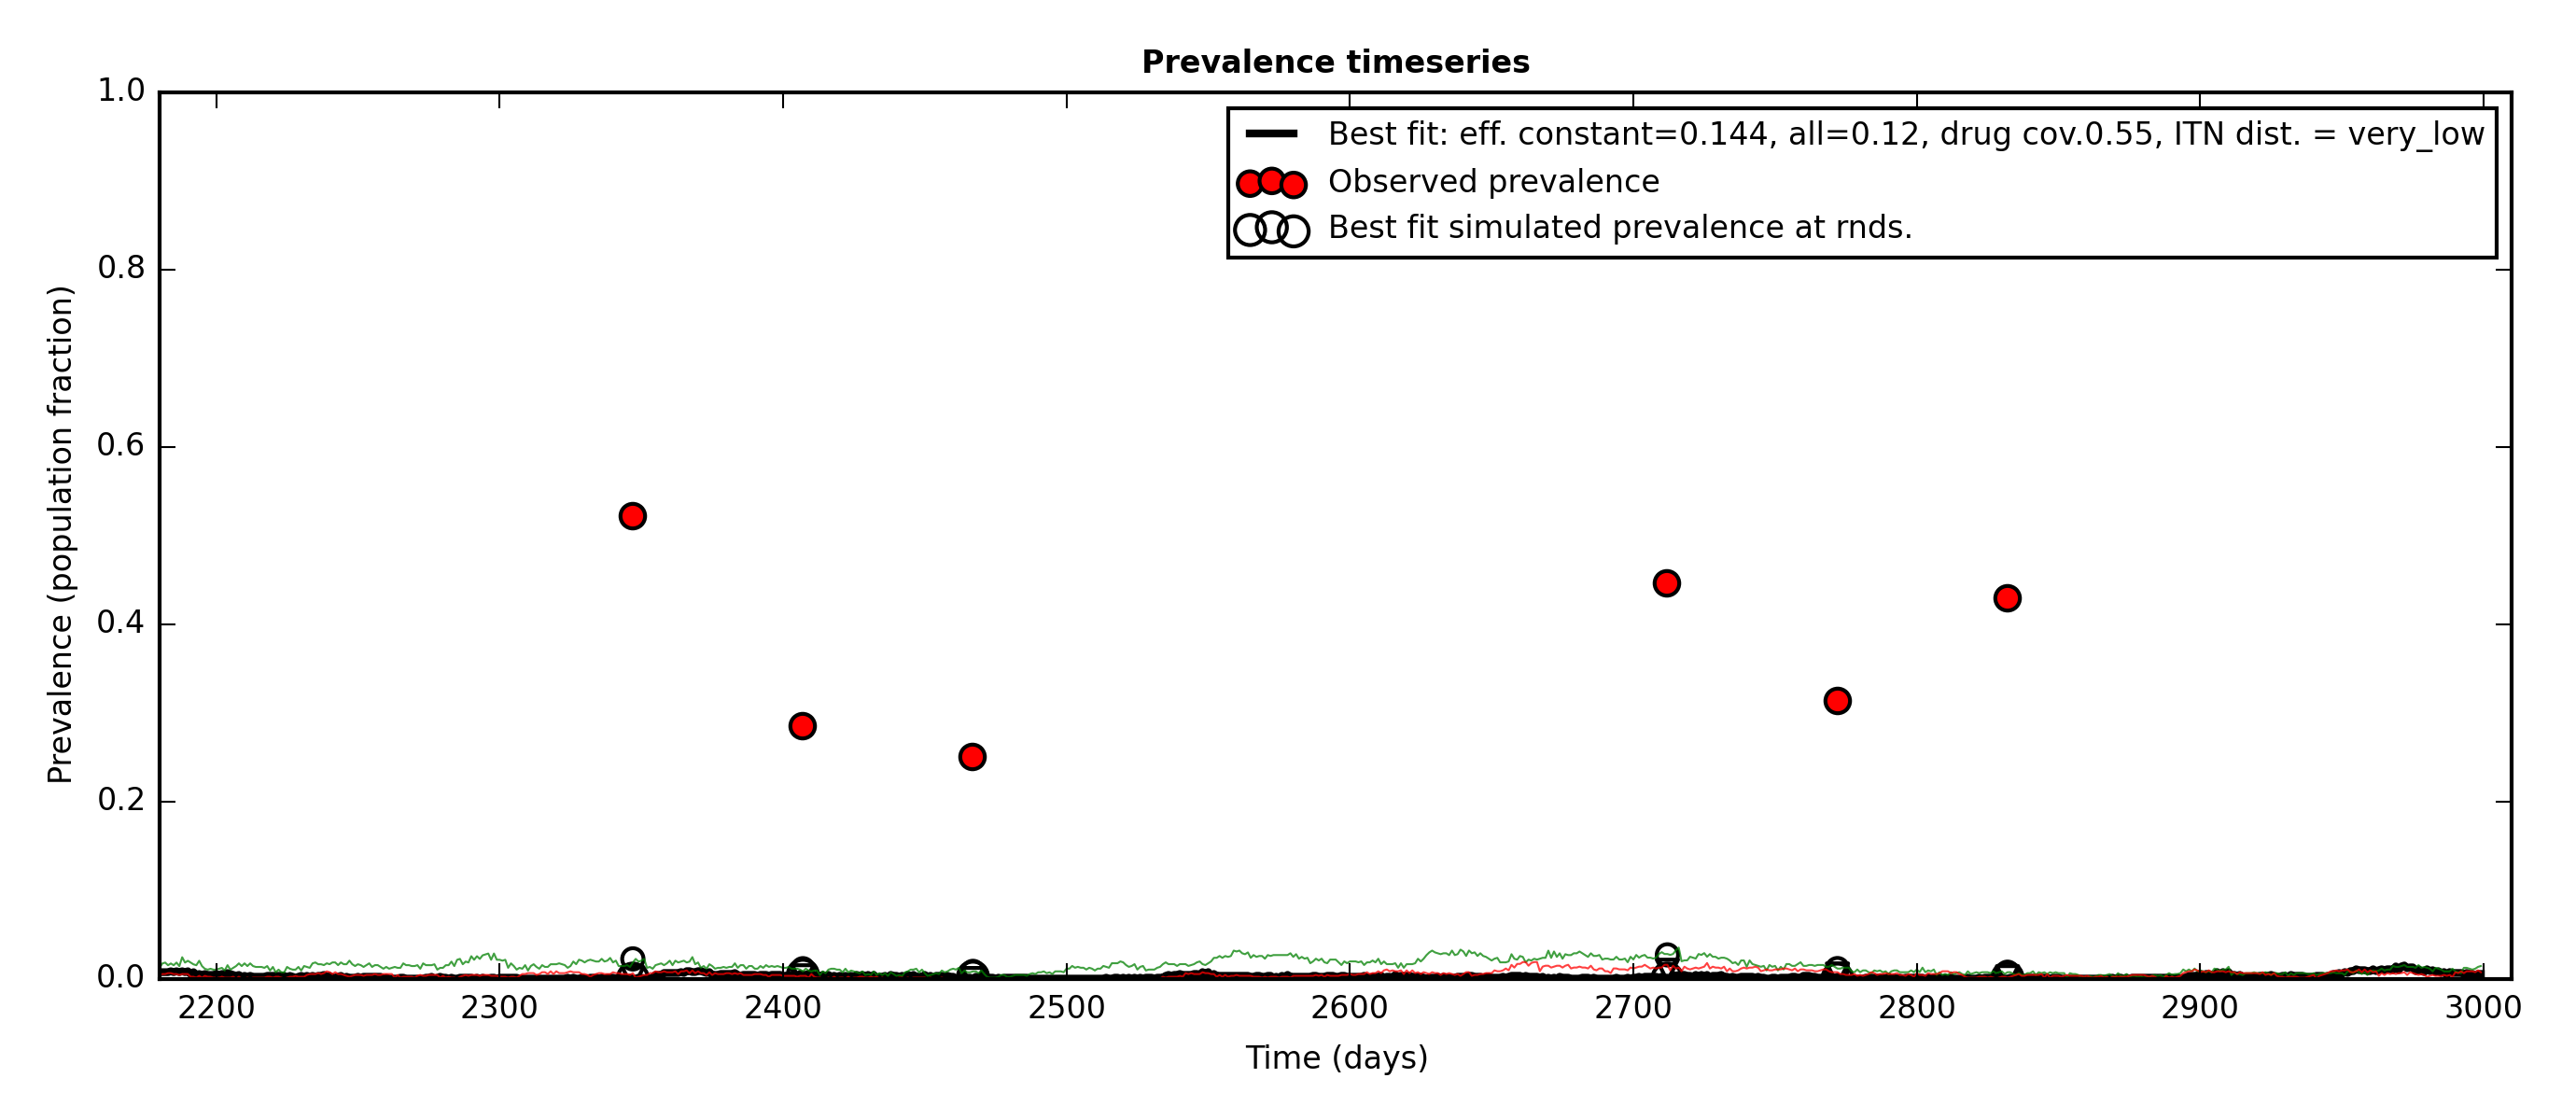 Prevalence timeseries
1.0
0.8
0.6
0.4
0.2
0.0
Prevalence (population fraction)
Best fit: eff. constant=0.144, all=0.12, drug cov.0.55, ITN dist. = very_low
Observed prevalence
Best fit simulated prevalence at rnds.
2200 2300 2400 2500 2600 2700 2800 2900 3000
Time (days)